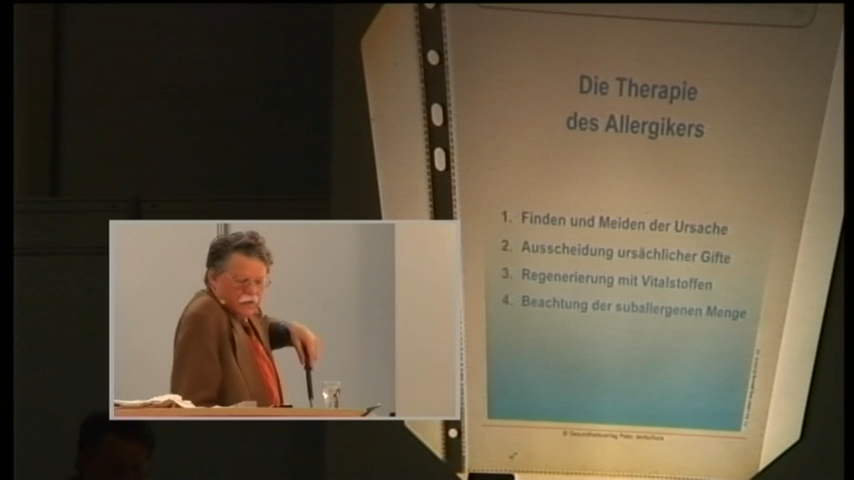 Die Therapie
des Allergikers
1. Finden und Meiden der Ursache
2. Ausscheidung ursächlicher Gifte
3. Regenerierung mit Vitalstoffen
4. Beachtung der suballergenen Menge